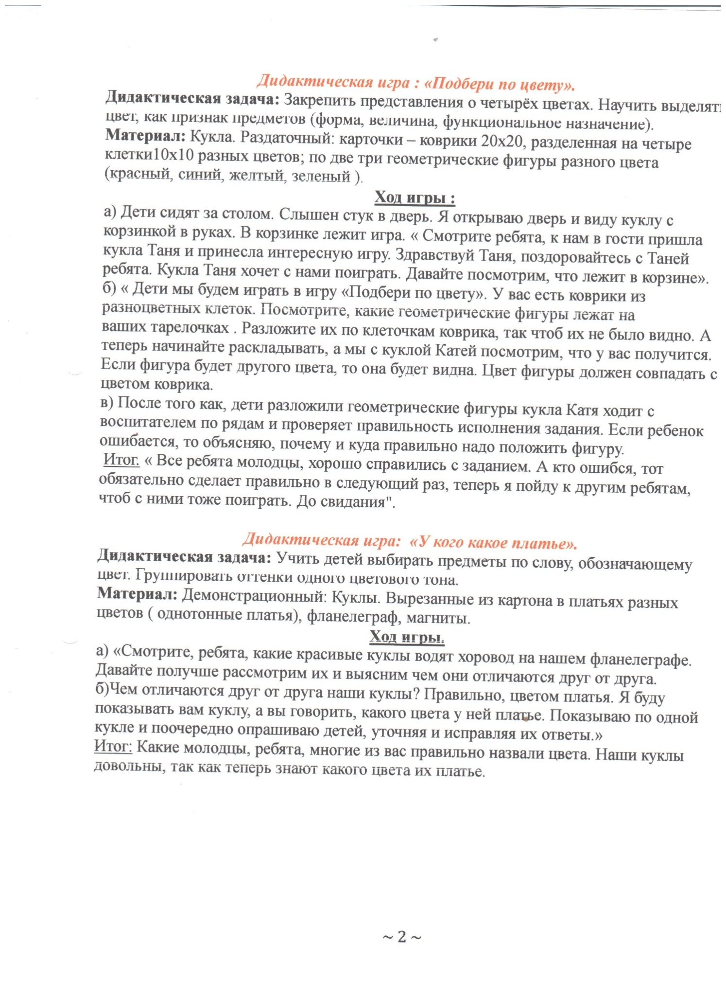 Дидактическая игра : «Подбери по цвету».
Дидактическая задача: Закрепить представления о четырёх цветах. Научить выделять
цвет, как признак предметов (форма, величина, функциональное назначение).
Материал: Кукла. Раздаточный: карточки – коврики 20х20, разделенная на четыре
клетки10х10 разных цветов; по две три геометрические фигуры разного цвета
(красный, синий, желтый, зеленый ).
Ход игры :
а) Дети сидят за столом. Слышен стук в дверь. Я открываю дверь и виду куклу с
корзинкой в руках. В корзинке лежит игра. « Смотрите ребята, к нам в гости пришла
кукла Таня и принесла интересную игру. Здравствуй Таня, поздоровайтесь с Таней
ребята. Кукла Таня хочет с нами поиграть. Давайте посмотрим, что лежит в корзине».
б) « Дети мы будем играть в игру «Подбери по цвету». У вас есть коврики из
разноцветных клеток. Посмотрите, какие геометрические фигуры лежат на
ваших тарелочках . Разложите их по клеточкам коврика, так чтоб их не было видно. А
теперь начинайте раскладывать, а мы с куклой Катей посмотрим, что у вас получится.
Если фигура будет другого цвета, то она будет видна. Цвет фигуры должен совпадать с
цветом коврика.
в) После того как, дети разложили геометрические фигуры кукла Катя ходит с
воспитателем по рядам и проверяет правильность исполнения задания. Если ребенок
ошибается, то объясняю, почему и куда правильно надо положить фигуру.
Итог. « Все ребята молодцы, хорошо справились с заданием. А кто ошибся, тот
обязательно сделает правильно в следующий раз, теперь я пойду к другим ребятам,
чтоб с ними тоже поиграть. До свидания".
Дидактическая игра: «У кого какое платье».
Дидактическая задача: Учить детей выбирать предметы по слову, обозначающему
цвет. Группировать оттенки одного цветового тона.
Материал: Демонстрационный: Куклы. Вырезанные из картона в платьях разных
цветов ( однотонные платья), фланелеграф, магниты.
Ход игры.
а) «Смотрите, ребята, какие красивые куклы водят хоровод на нашем фланелеграфе.
Давайте получше рассмотрим их и выясним чем они отличаются друг от друга.
б)Чем отличаются друг от друга наши куклы? Правильно, цветом платья. Я буду
показывать вам куклу, а вы говорить, какого цвета у ней платье. Показываю по одной
кукле и поочередно опрашиваю детей, уточняя и исправляя их ответы.»
Итог: Какие молодцы, ребята, многие из вас правильно назвали цвета. Наши куклы
довольны, так как теперь знают какого цвета их платье.
~ 2 ~